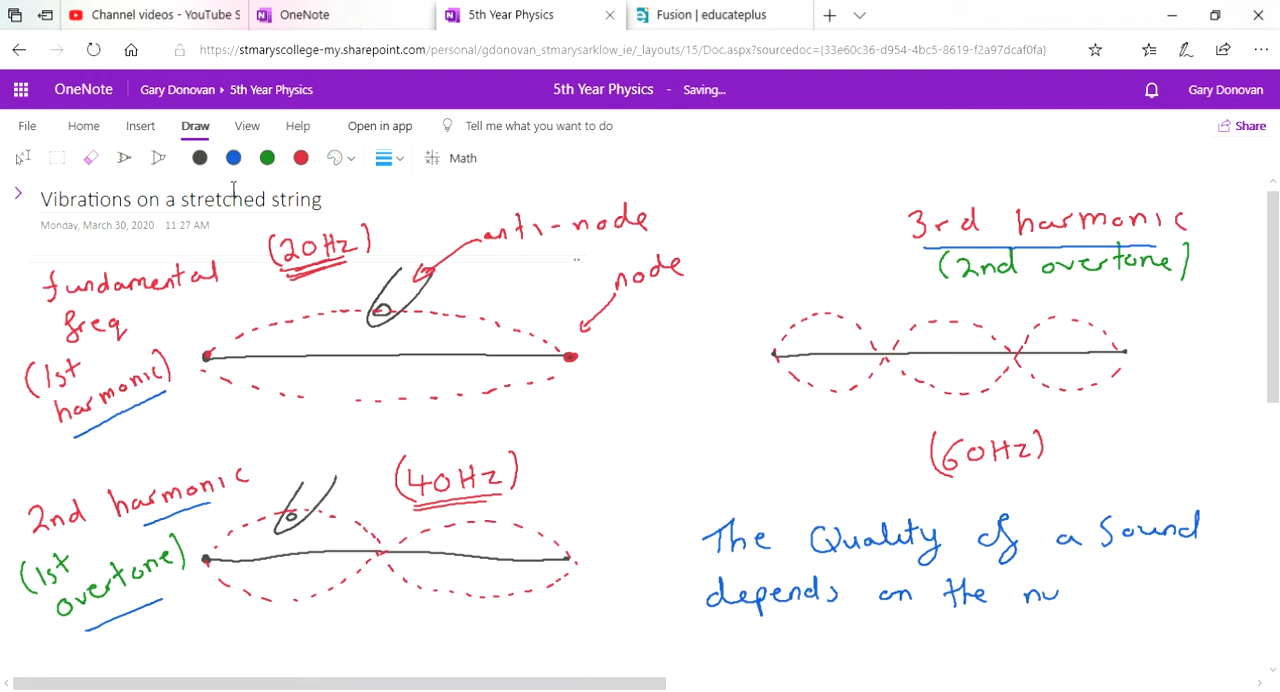 Channel videos - YouTube S
OneNote
5th Year Physics
Fusion | educateplus
https://stmaryscollege-my.sharepoint.com/personal/gdonovan_stmarysarklow_ie/_layouts/15/Doc.aspx?sourcedoc={33e60c36-d954-4bc5-8619-f2a97dcaf0fa}
OneNote
Gary Donovan ▸ 5th Year Physics
5th Year Physics - Saving...
Gary Donovan
File Home Insert Draw View Help Open in app Tell me what you want to do
Share
Math
Vibrations on a stretched string
Monday, March 30, 2020 11:27 AM
(20Hz)
anti-node
node
fundamental
freq
(1st
harmonic)
2nd harmonic
(1st
overtone)
(40Hz)
3rd harmonic
(2nd overtone)
(60Hz)
The Quality of a Sound
depends on the nu